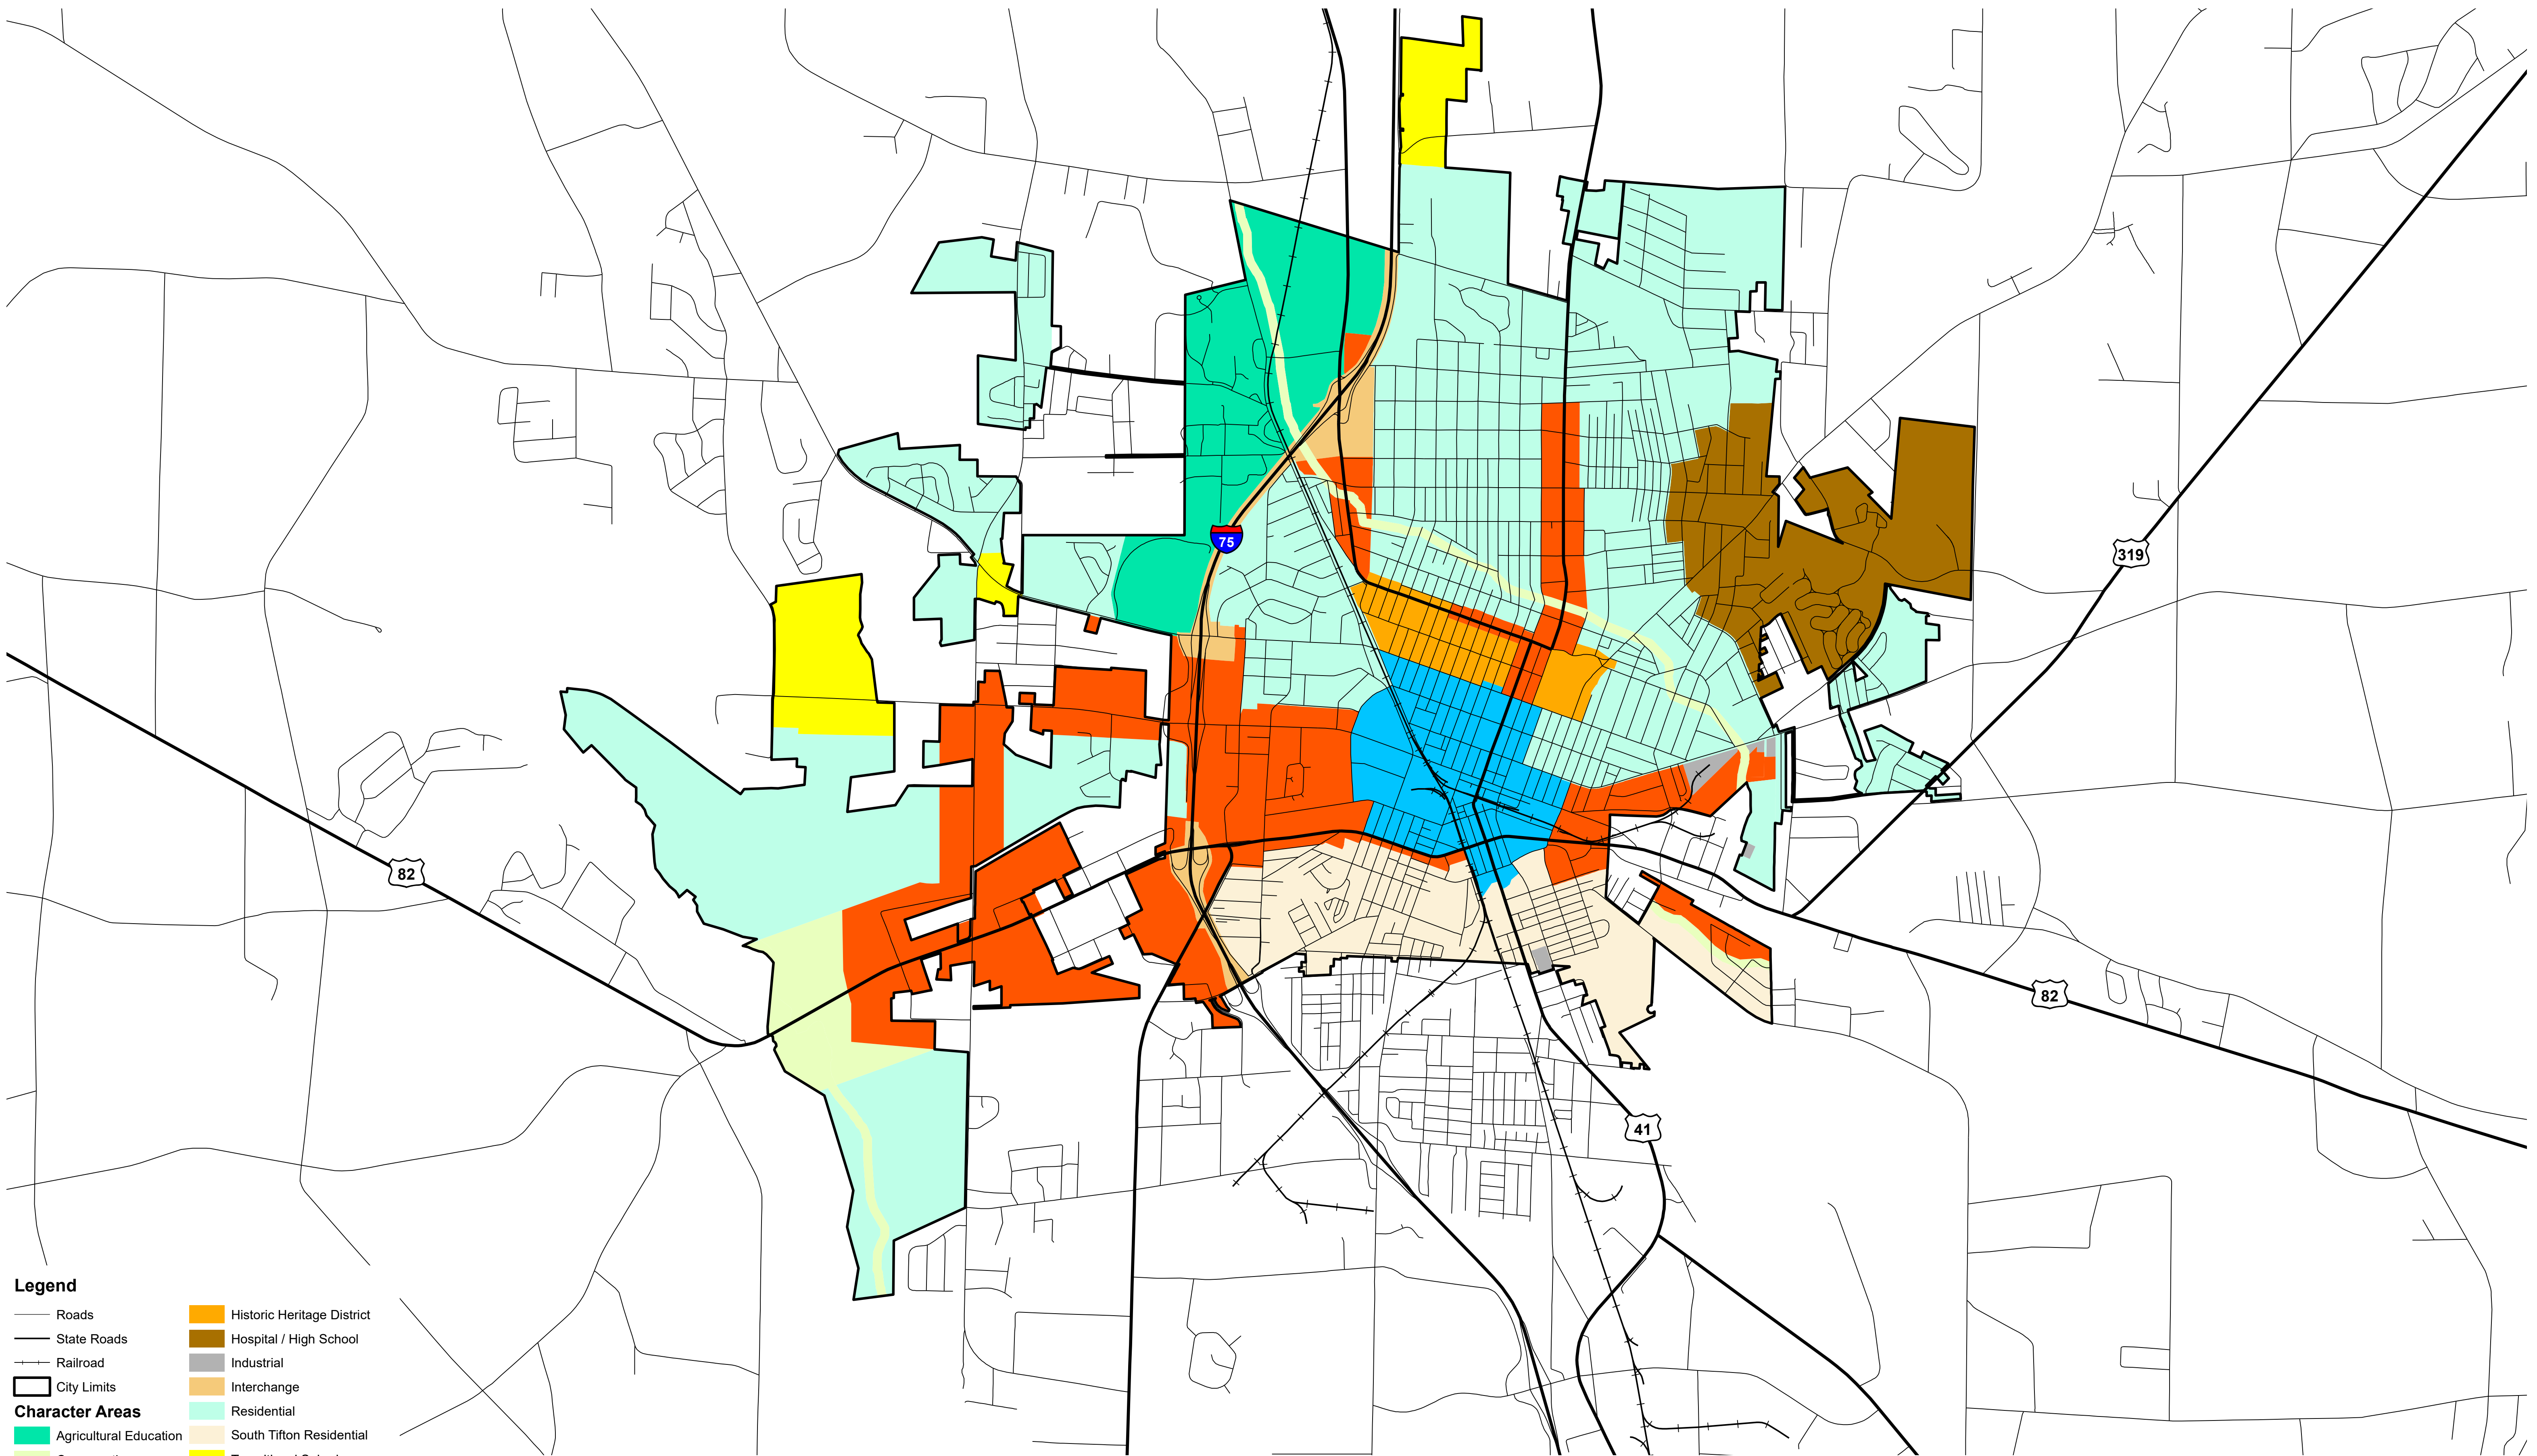 75
319
82
82
41
Legend
Roads
State Roads
Railroad
City Limits
Character Areas
Agricultural Education
Historic Heritage District
Hospital / High School
Industrial
Interchange
Residential
South Tifton Residential